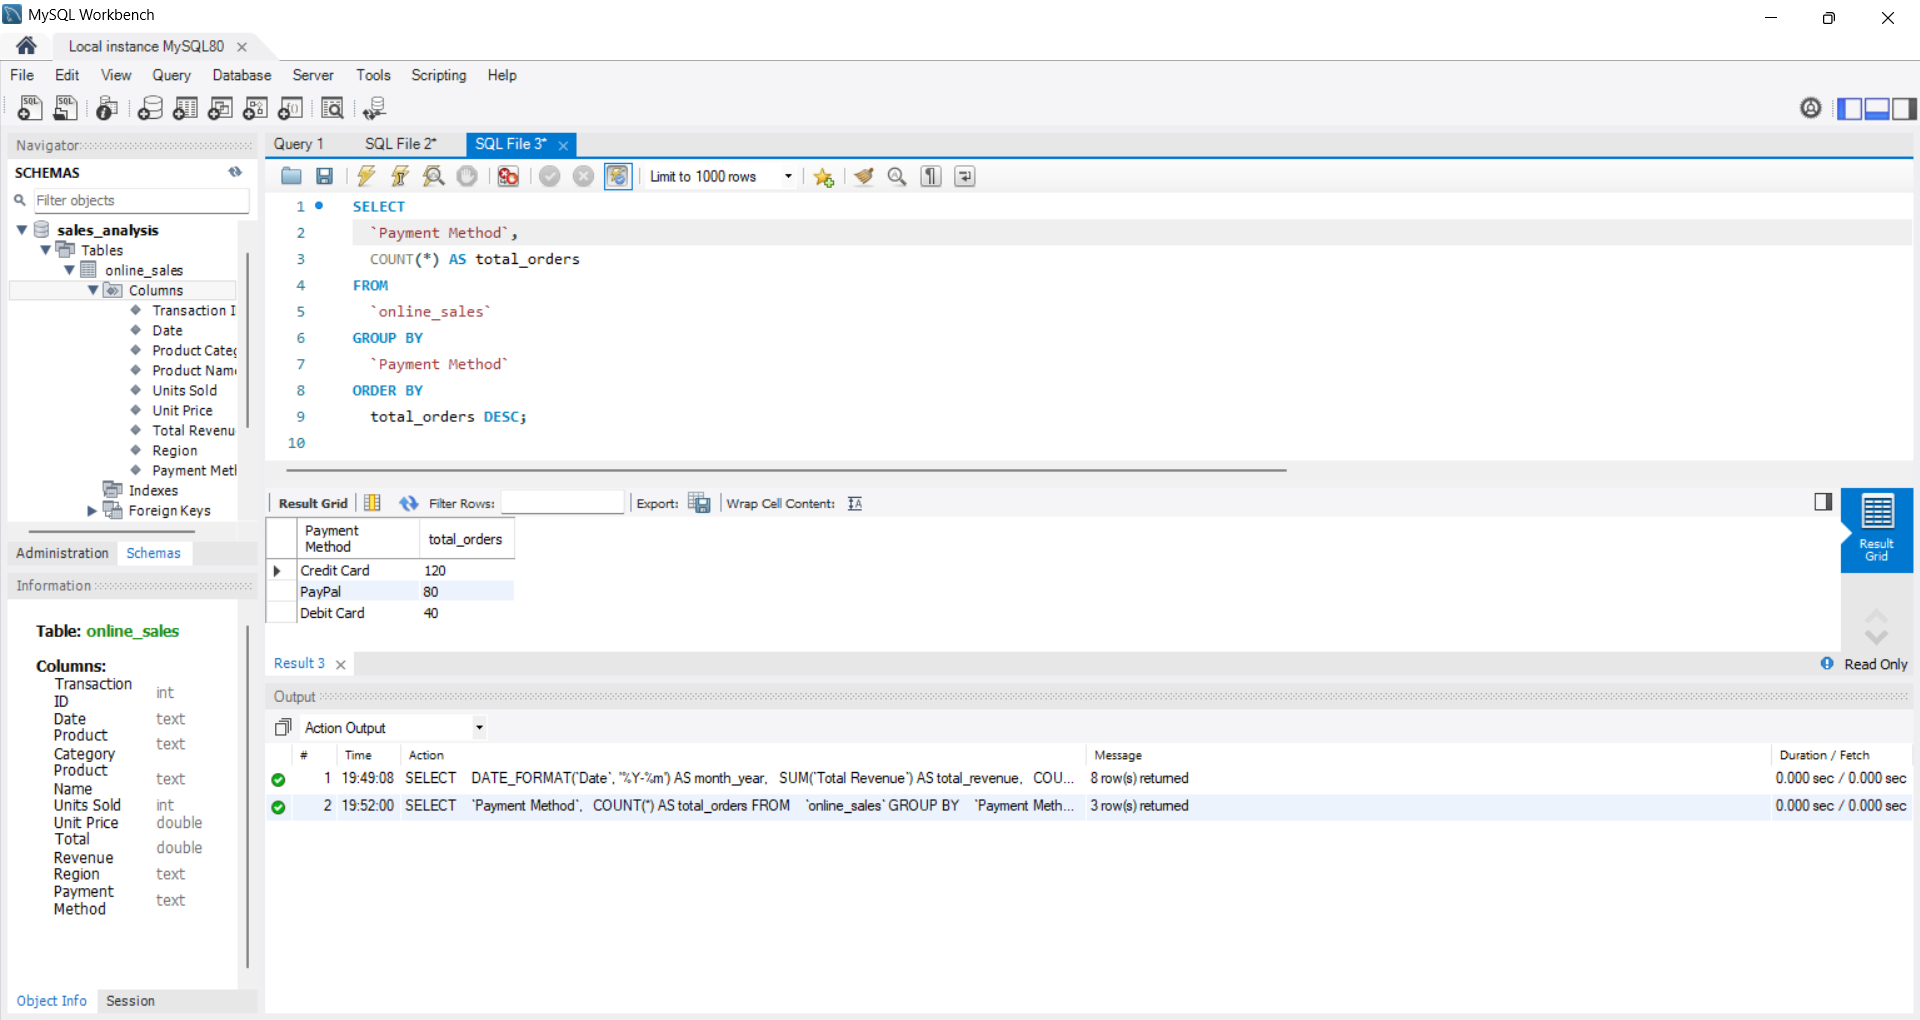 MySQL Workbench
Local instance MySQL80
File Edit View Query Database Server Tools Scripting Help
Navigator
SCHEMAS
Filter objects
sales_analysis
Tables
online_sales
Columns
Transaction I
Date
Product Categ
Product Nam
Units Sold
Unit Price
Total Revenu
Region
Payment Met
Indexes
Foreign Keys
Administration Schemas
Information
Table: online_sales
Columns:
Transaction ID int
Date text
Product Category text
Product Name text
Units Sold int
Unit Price double
Total Revenue double
Region text
Payment Method text
Object Info Session
Query 1 SQL File 2* SQL File 3*
Limit to 1000 rows
1 SELECT
2 `Payment Method`,
3 COUNT(*) AS total_orders
4 FROM
5 `online_sales`
6 GROUP BY
7 `Payment Method`
8 ORDER BY
9 total_orders DESC;
10
Result Grid Filter Rows: Export: Wrap Cell Content:
Payment Method total_orders
Credit Card 120
PayPal 80
Debit Card 40
Result Grid
Result 3
Read Only
Output
Action Output
# Time Action Message Duration / Fetch
1 19:49:08 SELECT DATE_FORMAT(`Date`, '%Y-%m') AS month_year, SUM(`Total Revenue`) AS total_revenue, COU... 8 row(s) returned 0.000 sec / 0.000 sec
2 19:52:00 SELECT `Payment Method`, COUNT(*) AS total_orders FROM `online_sales` GROUP BY `Payment Meth... 3 row(s) returned 0.000 sec / 0.000 sec